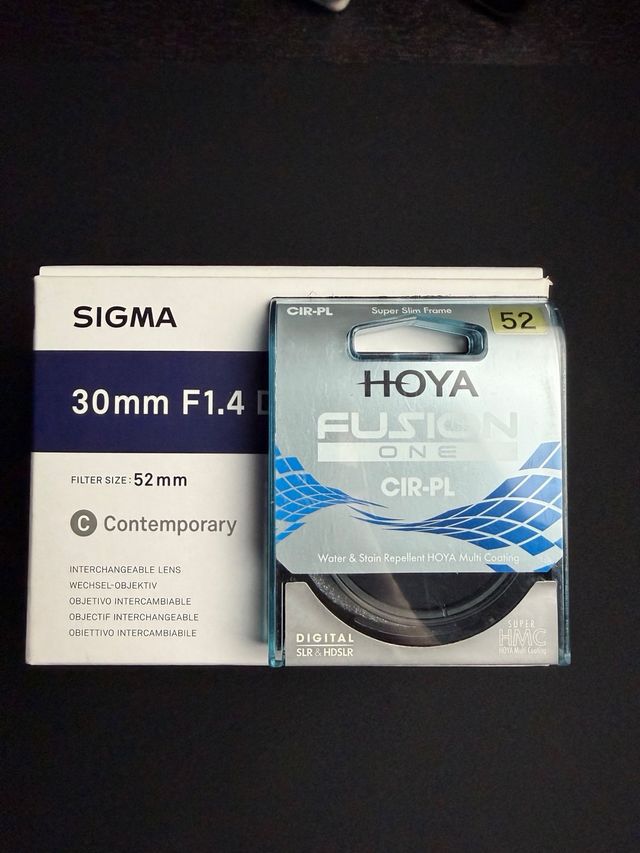 SIGMA
30mm F1.4
FILTER SIZE: 52mm
C Contemporary
INTERCHANGEABLE LENS
WECHSEL-OBJEKTIV
OBJETIVO INTERCAMBIABLE
OBJECTIF INTERCHANGEABLE
OBIETTIVO INTERCAMBIABILE
CIR-PL Super Slim Frame 52
HOYA
FUSION
ONE
CIR-PL
Water & Stain Repellent HOYA Multi Coating
DIGITAL
SLR & HDSLR
SUPER
HMC
HOYA Multi Coating